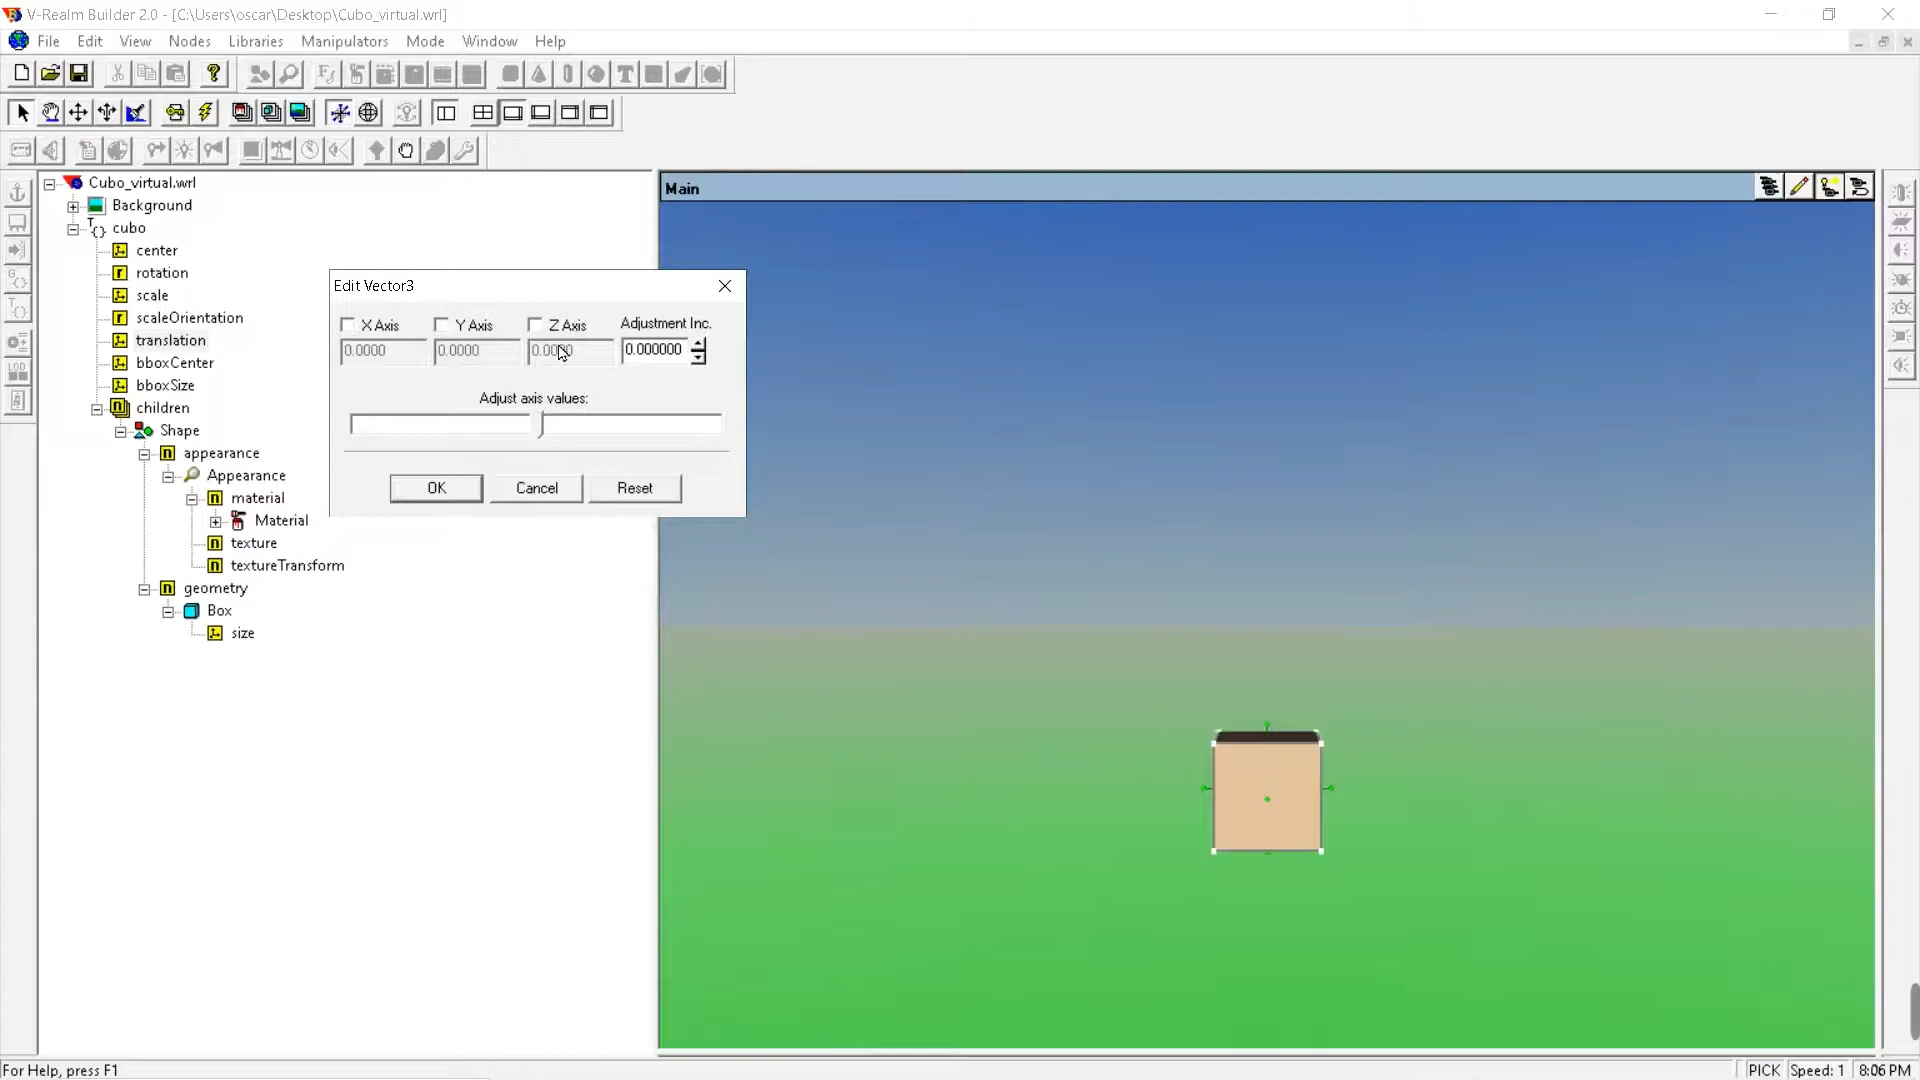 V-Realm Builder 2.0 - [C:\Users\oscar\Desktop\Cubo_virtual.wrl]
File Edit View Nodes Libraries Manipulators Mode Window Help
Cubo_virtual.wrl
Main
Background
cubo
center
rotation
scale
scaleOrientation
translation
bboxCenter
bboxSize
children
Shape
appearance
Appearance
material
Material
texture
textureTransform
geometry
Box
size
Edit Vector3
X Axis Y Axis Z Axis Adjustment Inc.
0.0000 0.0000 0.0000 0.000000
Adjust axis values:
OK Cancel Reset
LOD
For Help, press F1 PICK Speed: 1 8:06 PM